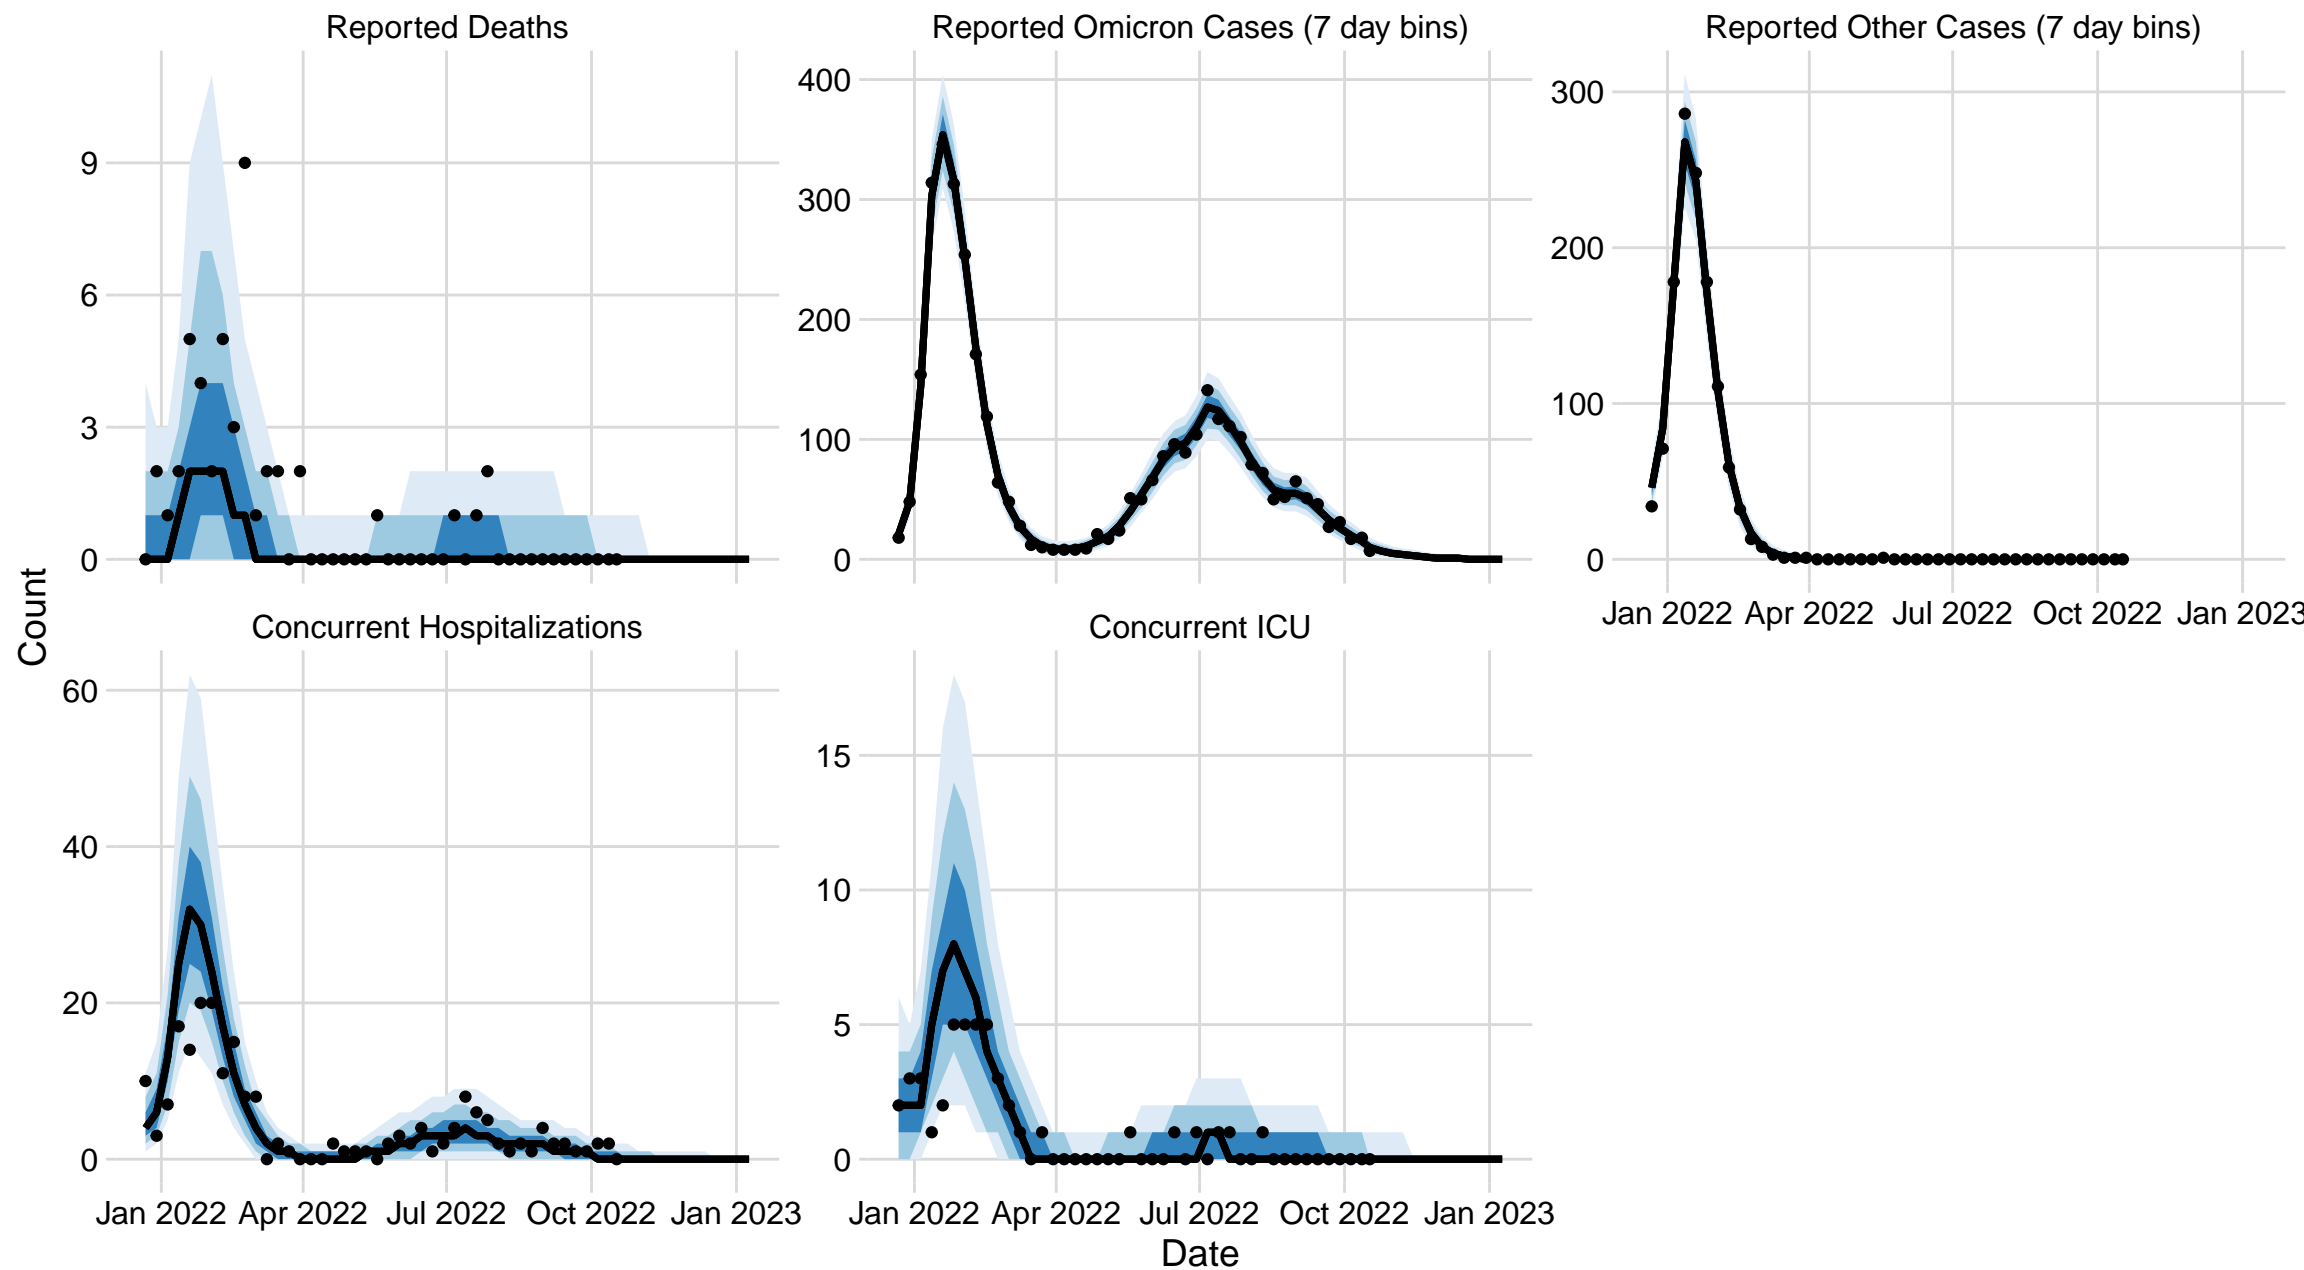 Reported Deaths
Reported Omicron Cases (7 day bins)
Reported Other Cases (7 day bins)
9
6
3
0
400
300
200
100
0
300
200
100
0
Jan 2022 Apr 2022 Jul 2022 Oct 2022 Jan 2023
Count
Concurrent Hospitalizations
Concurrent ICU
60
40
20
0
15
10
5
0
Jan 2022 Apr 2022 Jul 2022 Oct 2022 Jan 2023
Jan 2022 Apr 2022 Jul 2022 Oct 2022 Jan 2023
Date